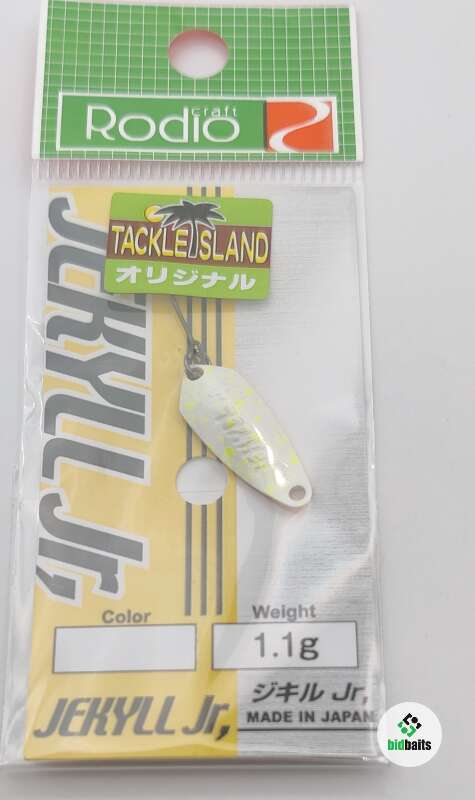 Rodio craft
TACKLE ISLAND
オリジナル
JEKYLL Jr,
Color
Weight
1.1g
JEKYLL Jr,
ジキル Jr,
MADE IN JAPAN
bidbaits